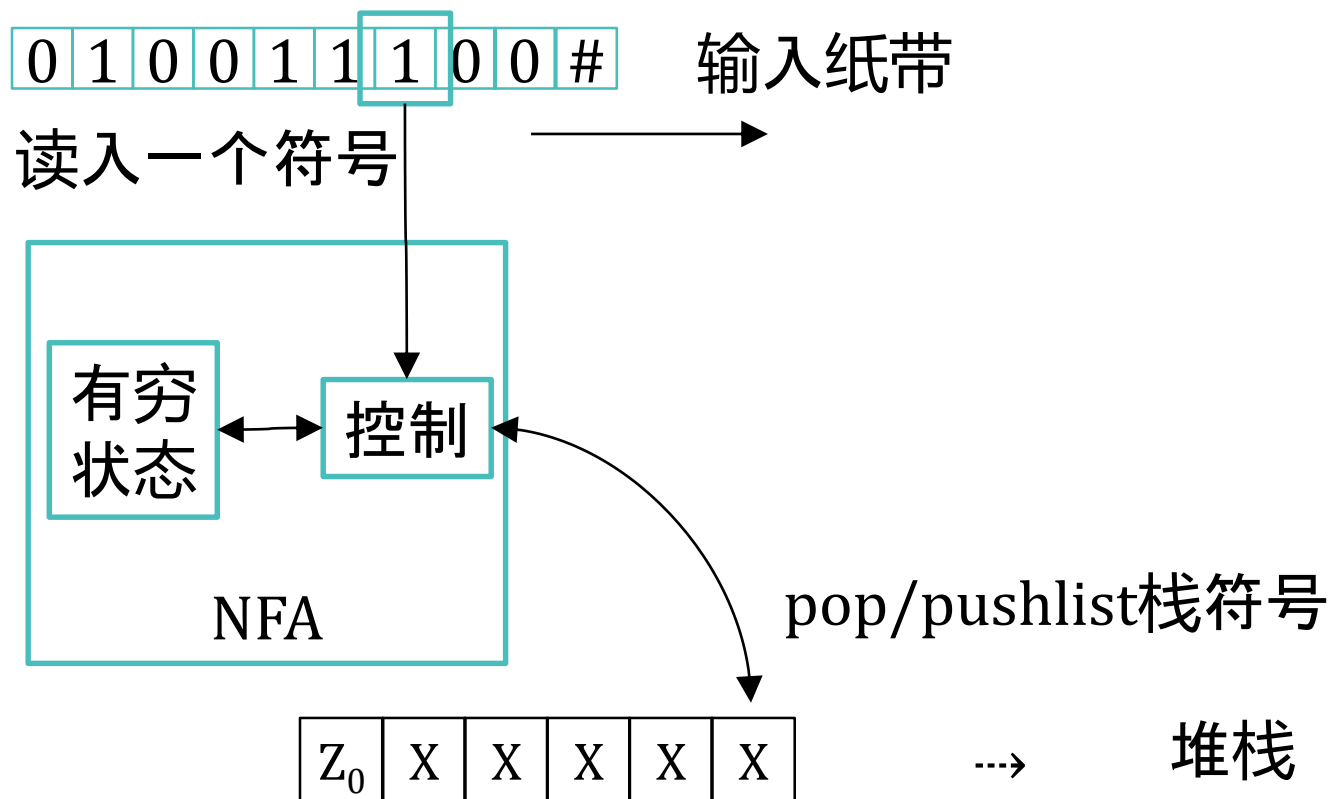 0 1 0 0 1 1 1 0 0 #
输入纸带
读入一个符号
有穷
状态
控制
NFA
pop/pushlist栈符号
Z₀ X X X X X
堆栈